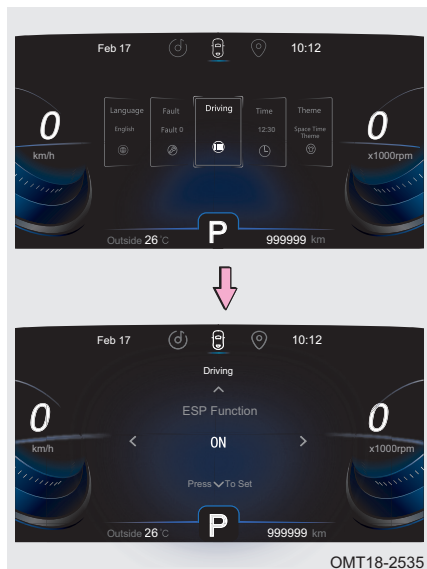 Feb 17 10:12
Language Fault Driving Time Theme
English Fault 0 12:30 Space Time
Theme
0 0
km/h x1000rpm
P
Outside 26°C 999999 km
Feb 17 10:12
Driving
ESP Function
0 ON 0
km/h x1000rpm
Press To Set
P
Outside 26°C 999999 km
OMT18-2535